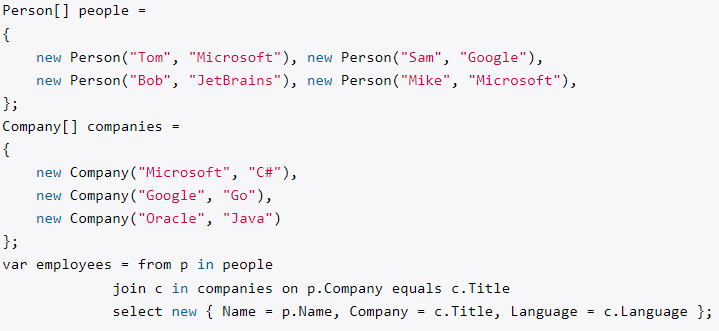 Person[] people =
{
    new Person("Tom", "Microsoft"), new Person("Sam", "Google"),
    new Person("Bob", "JetBrains"), new Person("Mike", "Microsoft"),
};
Company[] companies =
{
    new Company("Microsoft", "C#"),
    new Company("Google", "Go"),
    new Company("Oracle", "Java")
};
var employees = from p in people
             join c in companies on p.Company equals c.Title
             select new { Name = p.Name, Company = c.Title, Language = c.Language };